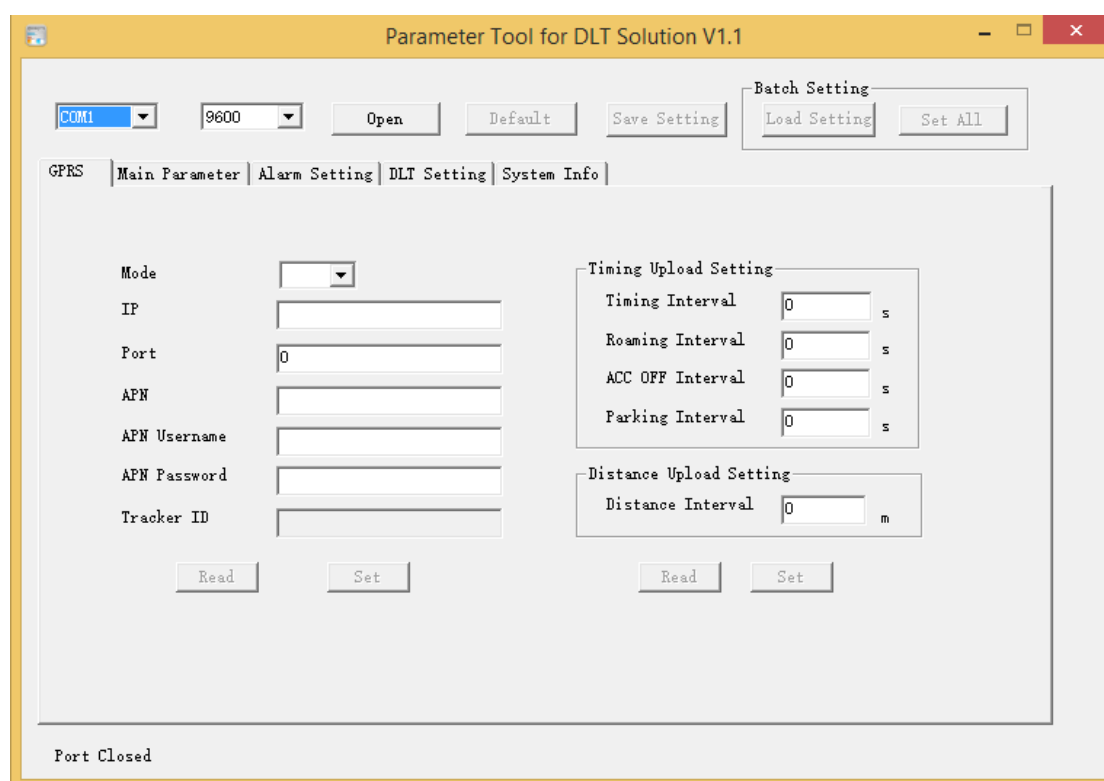 Parameter Tool for DLT Solution V1.1
Batch Setting
COM1 9600 Open Default Save Setting Load Setting Set All
GPRS Main Parameter Alarm Setting DLT Setting System Info
Mode
IP
Port 0
APN
APN Username
APN Password
Tracker ID
Read Set
Timing Upload Setting
Timing Interval 0 s
Roaming Interval 0 s
ACC OFF Interval 0 s
Parking Interval 0 s
Distance Upload Setting
Distance Interval 0 m
Read Set
Port Closed